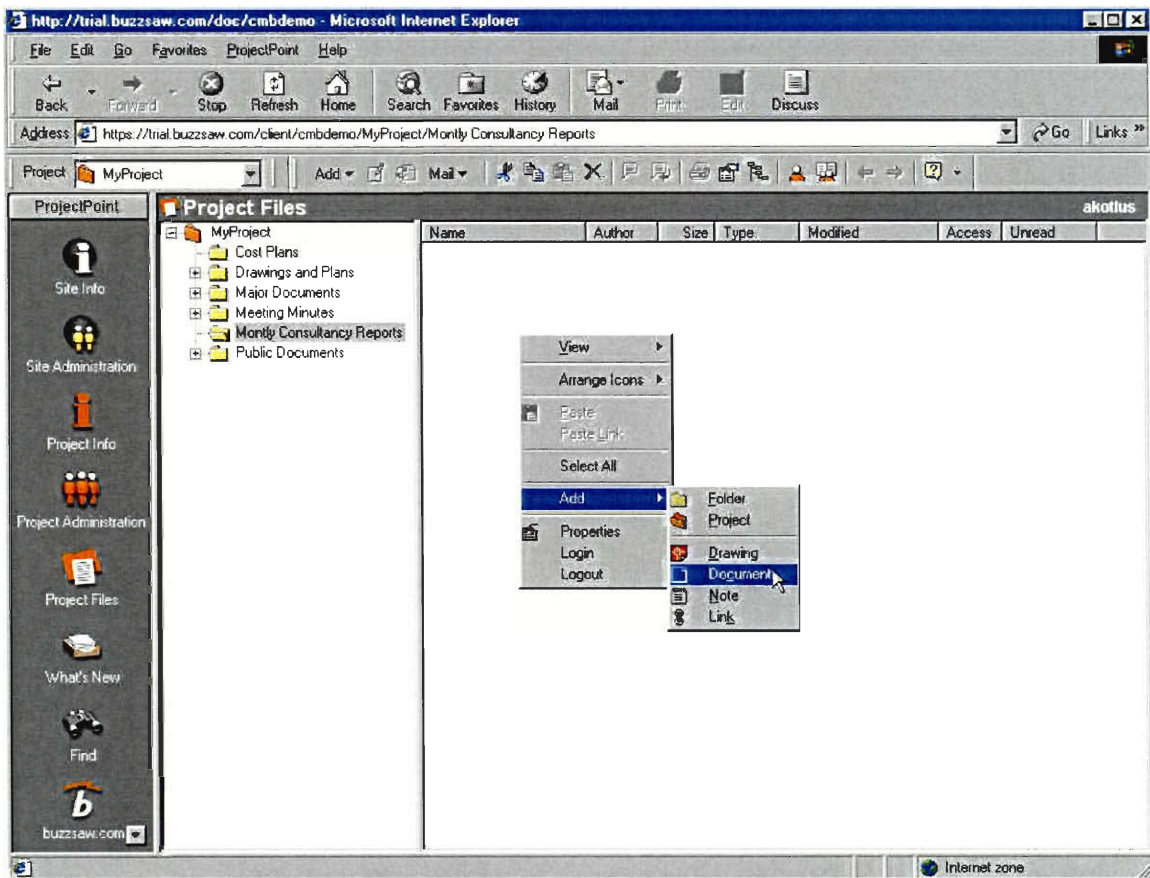 http://trial.buzzsaw.com/doc/cmbdemo - Microsoft Internet Explorer
File Edit Go Favorites ProjectPoint Help
Back Forward Stop Refresh Home Search Favorites History Mail Print Edit Discuss
Address https://trial.buzzsaw.com/client/cmbdemo/MyProject/Montly Consultancy Reports Go Links »
Project MyProject Add Mail
ProjectPoint Project Files akotlus
MyProject
Cost Plans
Drawings and Plans
Major Documents
Meeting Minutes
Montly Consultancy Reports
Public Documents
Name Author Size Type Modified Access Unread
Site Info
Site Administration
Project Info
Project Administration
Project Files
What's New
Find
b
buzzsaw.com
View
Arrange Icons
Paste
Paste Link
Select All
Add
Properties
Login
Logout
Folder
Project
Drawing
Document
Note
Link
Internet zone